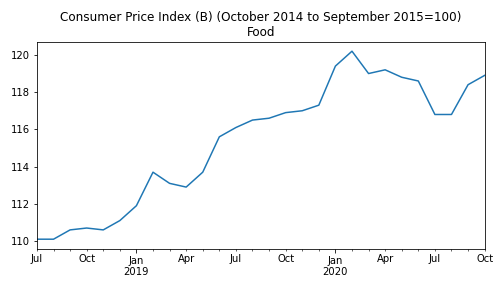 Consumer Price Index (B) (October 2014 to September 2015=100)
Food
120
118
116
114
112
110
Jul Oct Jan Apr Jul Oct Jan Apr Jul Oct
2019 2020